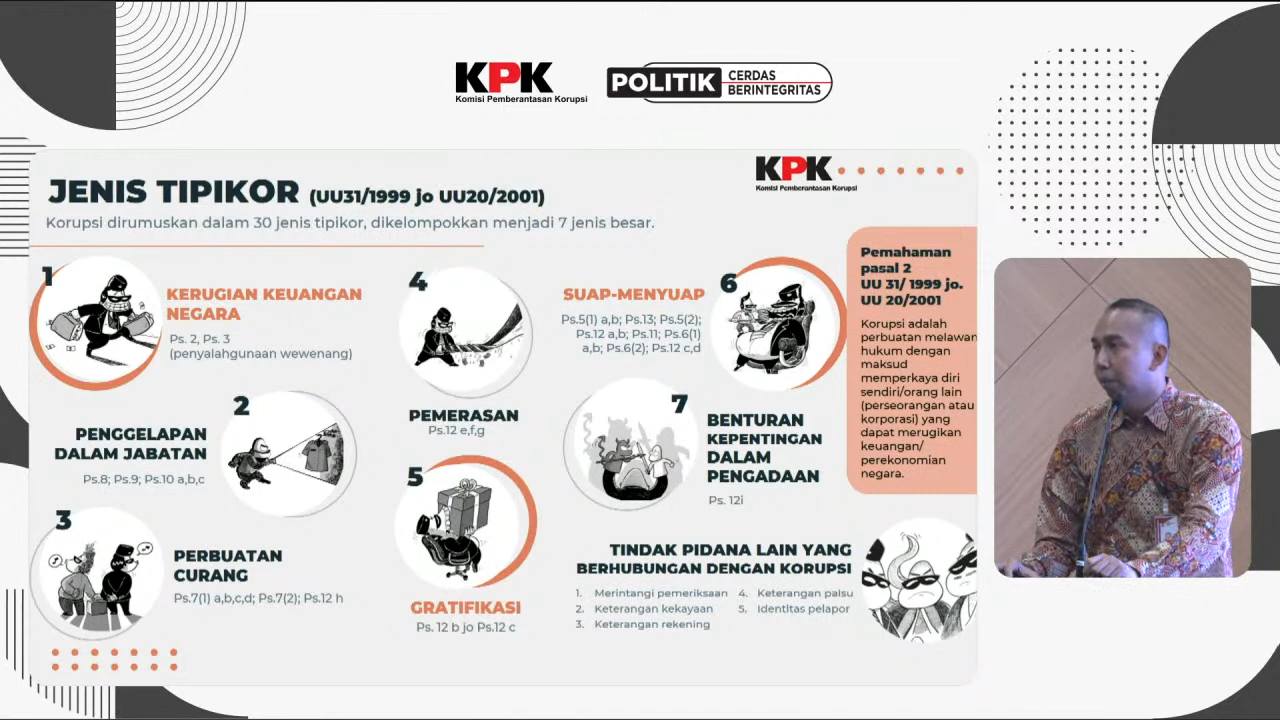 KPK
Komisi Pemberantasan Korupsi
POLITIK
CERDAS
BERINTEGRITAS
KPK
Komisi Pemberantasan Korupsi
JENIS TIPIKOR (UU31/1999 jo UU20/2001)
Korupsi dirumuskan dalam 30 jenis tipikor, dikelompokkan menjadi 7 jenis besar.
1
KERUGIAN KEUANGAN
NEGARA
Ps. 2, Ps. 3
(penyalahgunaan wewenang)
2
PENGGELAPAN
DALAM JABATAN
Ps.8; Ps.9; Ps.10 a,b,c
3
PERBUATAN
CURANG
Ps.7(1) a,b,c,d; Ps.7(2); Ps.12 h
4
PEMERASAN
Ps.12 e,f,g
5
GRATIFIKASI
Ps. 12 b jo Ps.12 c
6
SUAP-MENYUAP
Ps.5(1) a,b; Ps.13; Ps.5(2);
Ps.12 a,b; Ps.11; Ps.6(1)
a,b; Ps.6(2); Ps.12 c,d
7
BENTURAN
KEPENTINGAN
DALAM
PENGADAAN
Ps. 12i
TINDAK PIDANA LAIN YANG
BERHUBUNGAN DENGAN KORUPSI
1. Merintangi pemeriksaan
2. Keterangan kekayaan
3. Keterangan rekening
4. Keterangan palsu
5. Identitas pelapor
Pemahaman
pasal 2
UU 31/ 1999 jo.
UU 20/2001
Korupsi adalah
perbuatan melawan
hukum dengan
maksud
memperkaya diri
sendiri/orang lain
(perseorangan atau
korporasi) yang
dapat merugikan
keuangan/
perekonomian
negara.